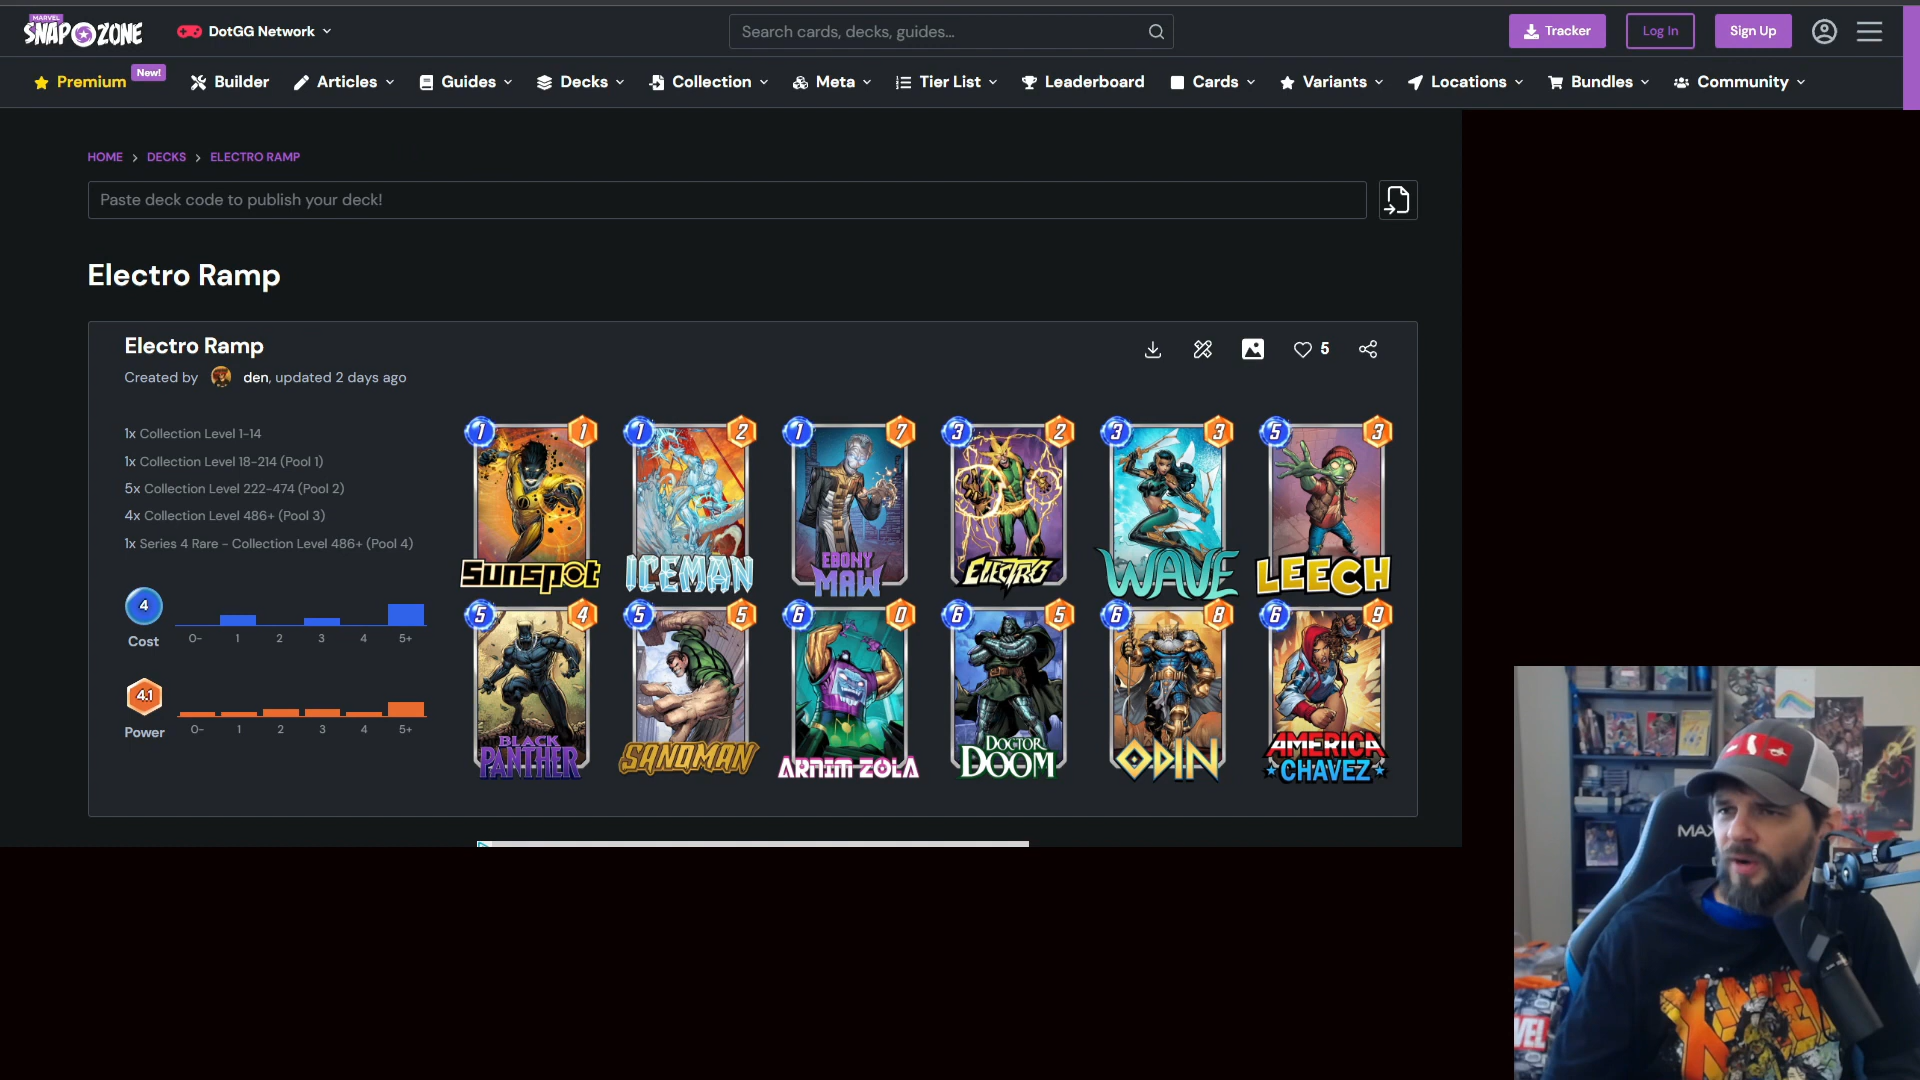 MARVEL
SNAP ZONE
DotGG Network
Search cards, decks, guides...
Tracker
Log In
Sign Up
Premium
New!
Builder
Articles
Guides
Decks
Collection
Meta
Tier List
Leaderboard
Cards
Variants
Locations
Bundles
Community
HOME > DECKS > ELECTRO RAMP
Paste deck code to publish your deck!
Electro Ramp
Electro Ramp
5
Created by den, updated 2 days ago
1x Collection Level 1-14
1x Collection Level 18-214 (Pool 1)
5x Collection Level 222-474 (Pool 2)
4x Collection Level 486+ (Pool 3)
1x Series 4 Rare - Collection Level 486+ (Pool 4)
4
Cost
0- 1 2 3 4 5+
4.1
Power
0- 1 2 3 4 5+
1 1
SUNSPOT
1 2
ICEMAN
1 7
EBONY
MAW
3 2
ELECTRO
3 3
WAVE
5 3
LEECH
5 4
BLACK
PANTHER
5 5
SANDMAN
6 0
ARNIM ZOLA
6 5
DOCTOR
DOOM
6 8
ODIN
6 9
AMERICA
CHAVEZ
MAX
X-MEN
VEL